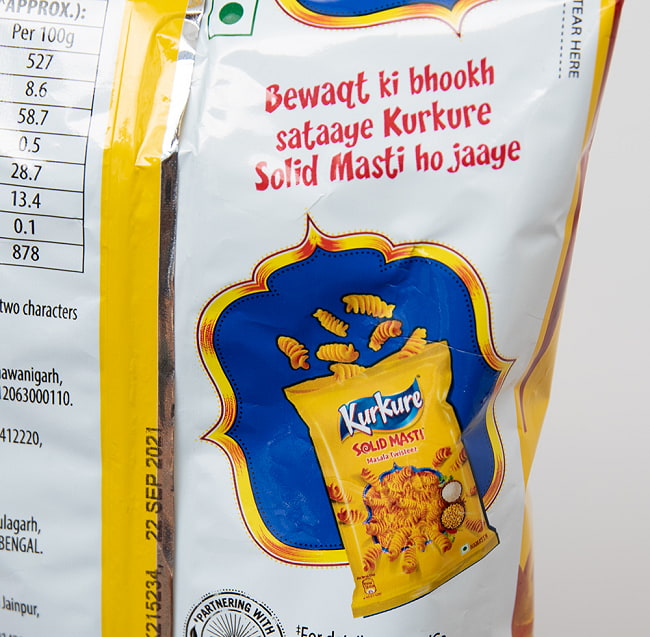 APPROX.):
Per 100g
527
8.6
58.7
0.5
28.7
13.4
0.1
878
two characters
awanigarh,
12063000110.
412220,
ulagarh,
BENGAL.
Jainpur,
22 SEP 2021
K215234,
TEAR HERE
Bewaqt ki bhookh
sataaye Kurkure
Solid Masti ho jaaye
Kurkure
SOLID MASTI
Masala Twisteez
PARTNERING WITH
‡For